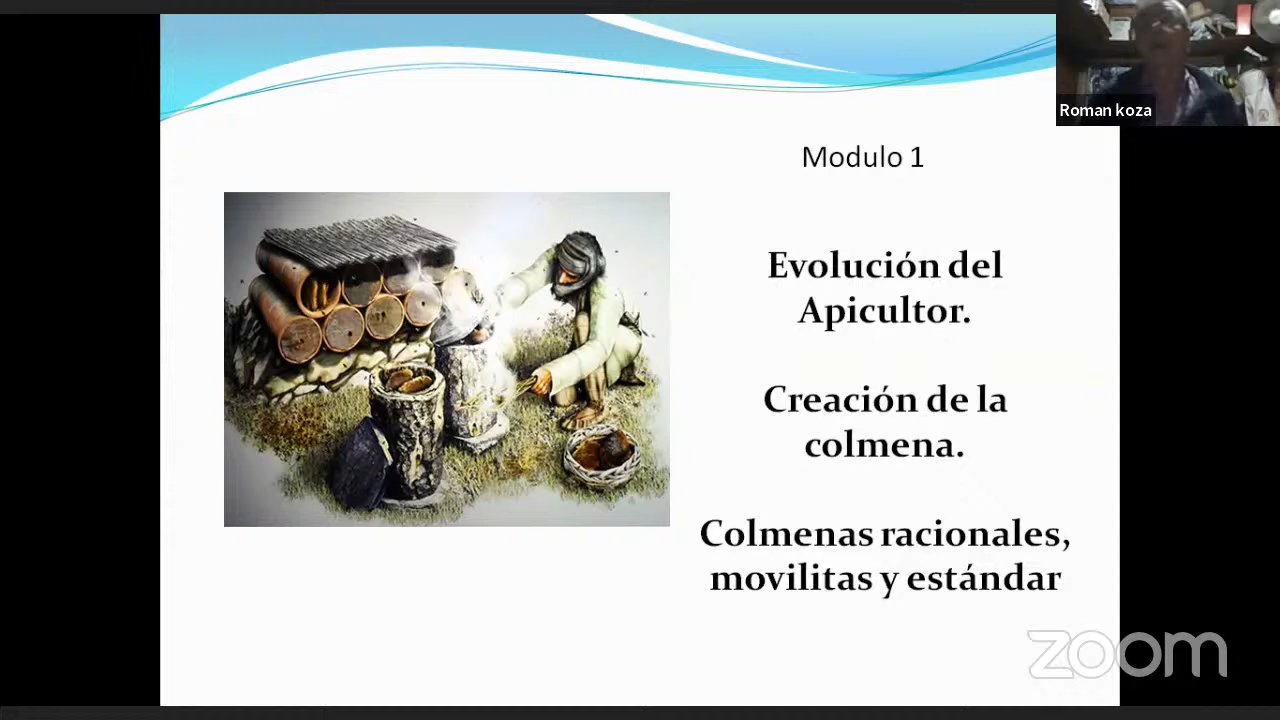 Roman koza
Modulo 1
Evolución del
Apicultor.
Creación de la
colmena.
Colmenas racionales,
movilitas y estándar
zoom